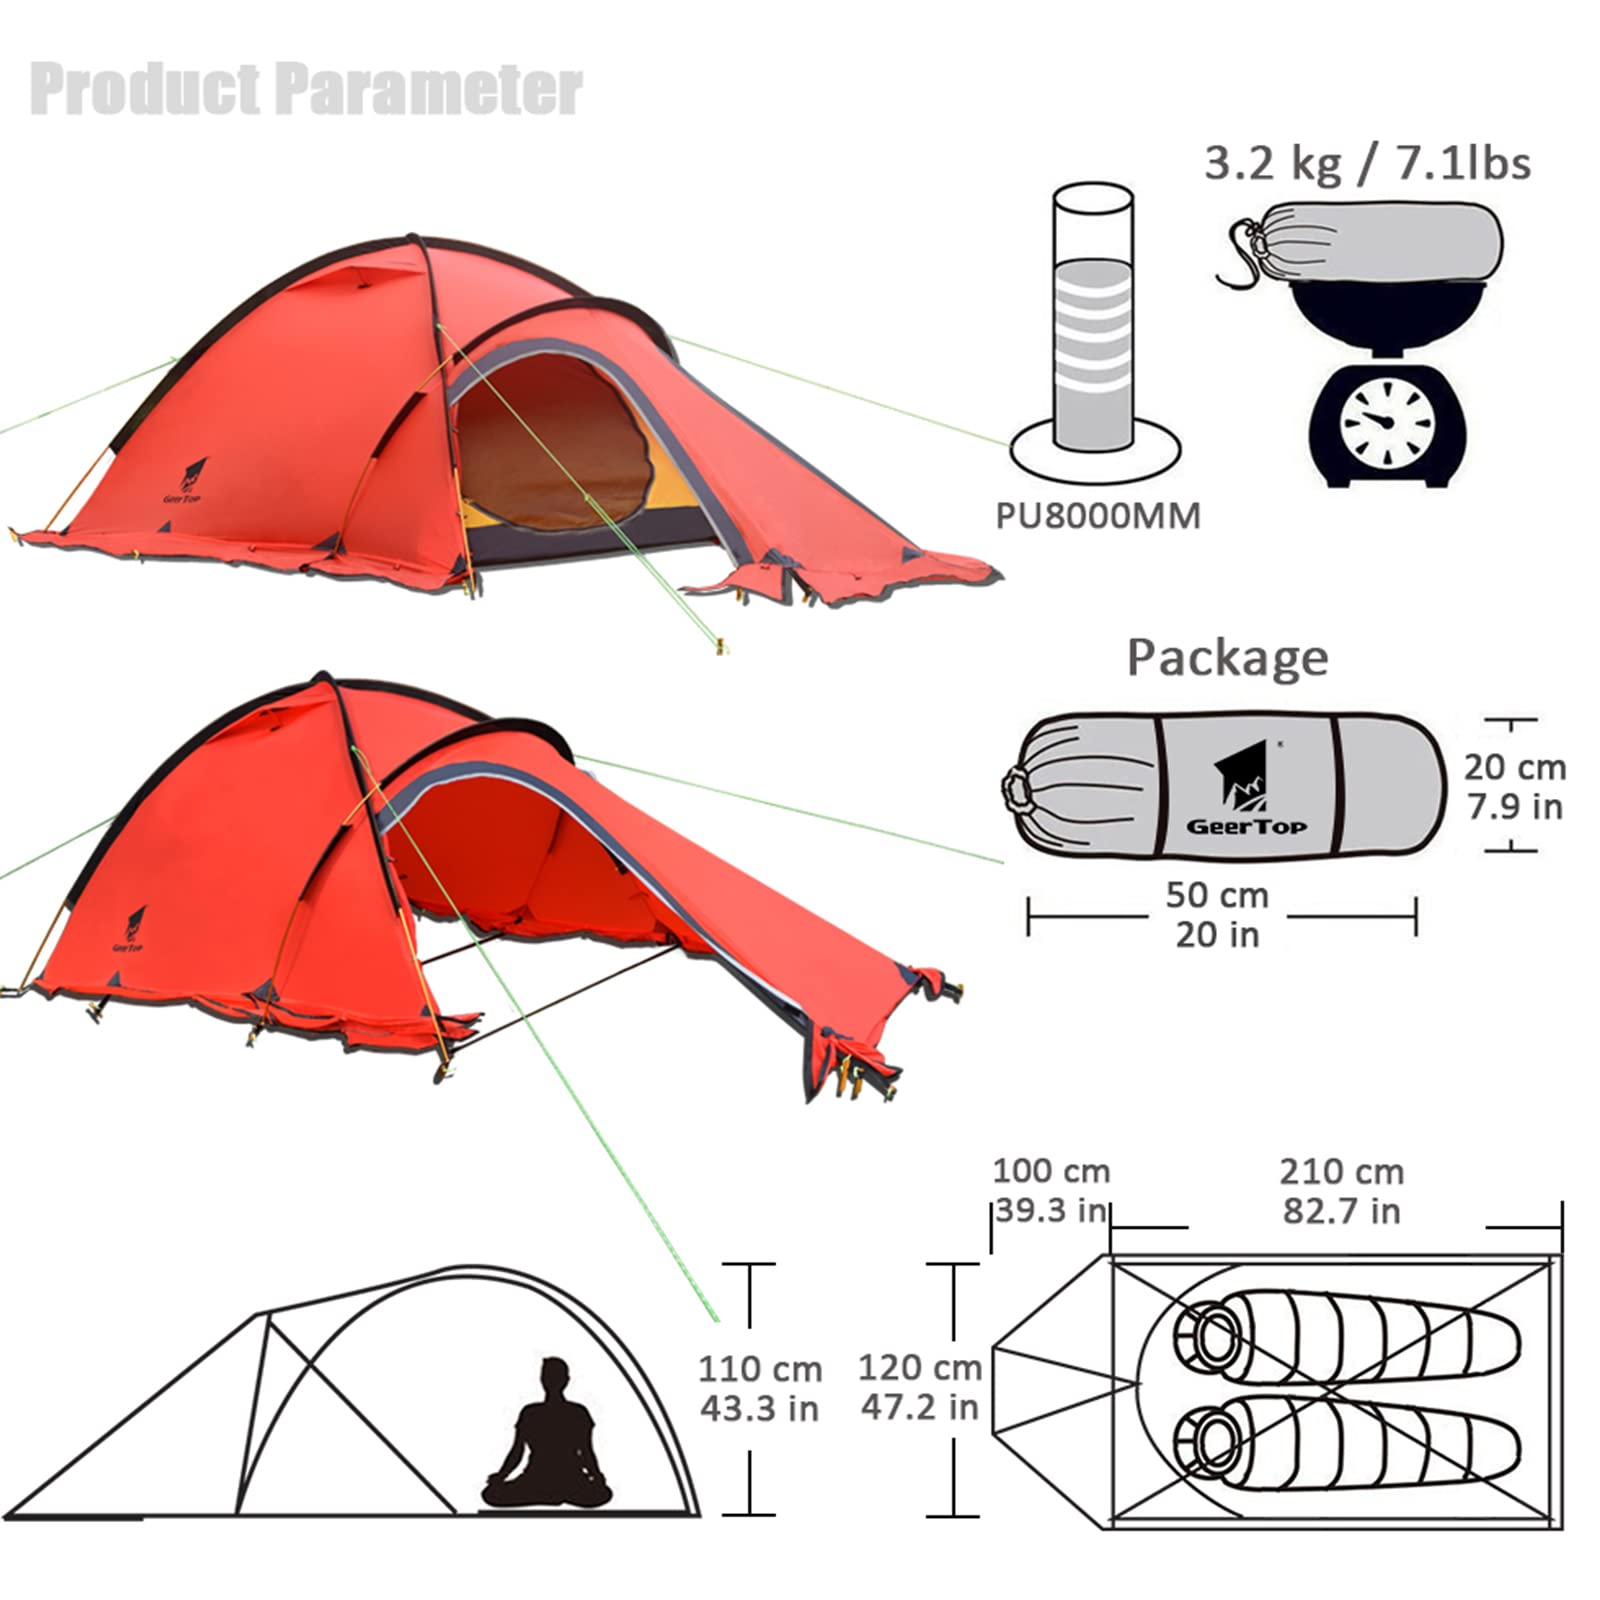 Product Parameter
3.2 kg / 7.1lbs
PU8000MM
GeerTop
Package
GeerTop
20 cm
7.9 in
50 cm
20 in
GeerTop
100 cm
39.3 in
210 cm
82.7 in
110 cm
43.3 in
120 cm
47.2 in